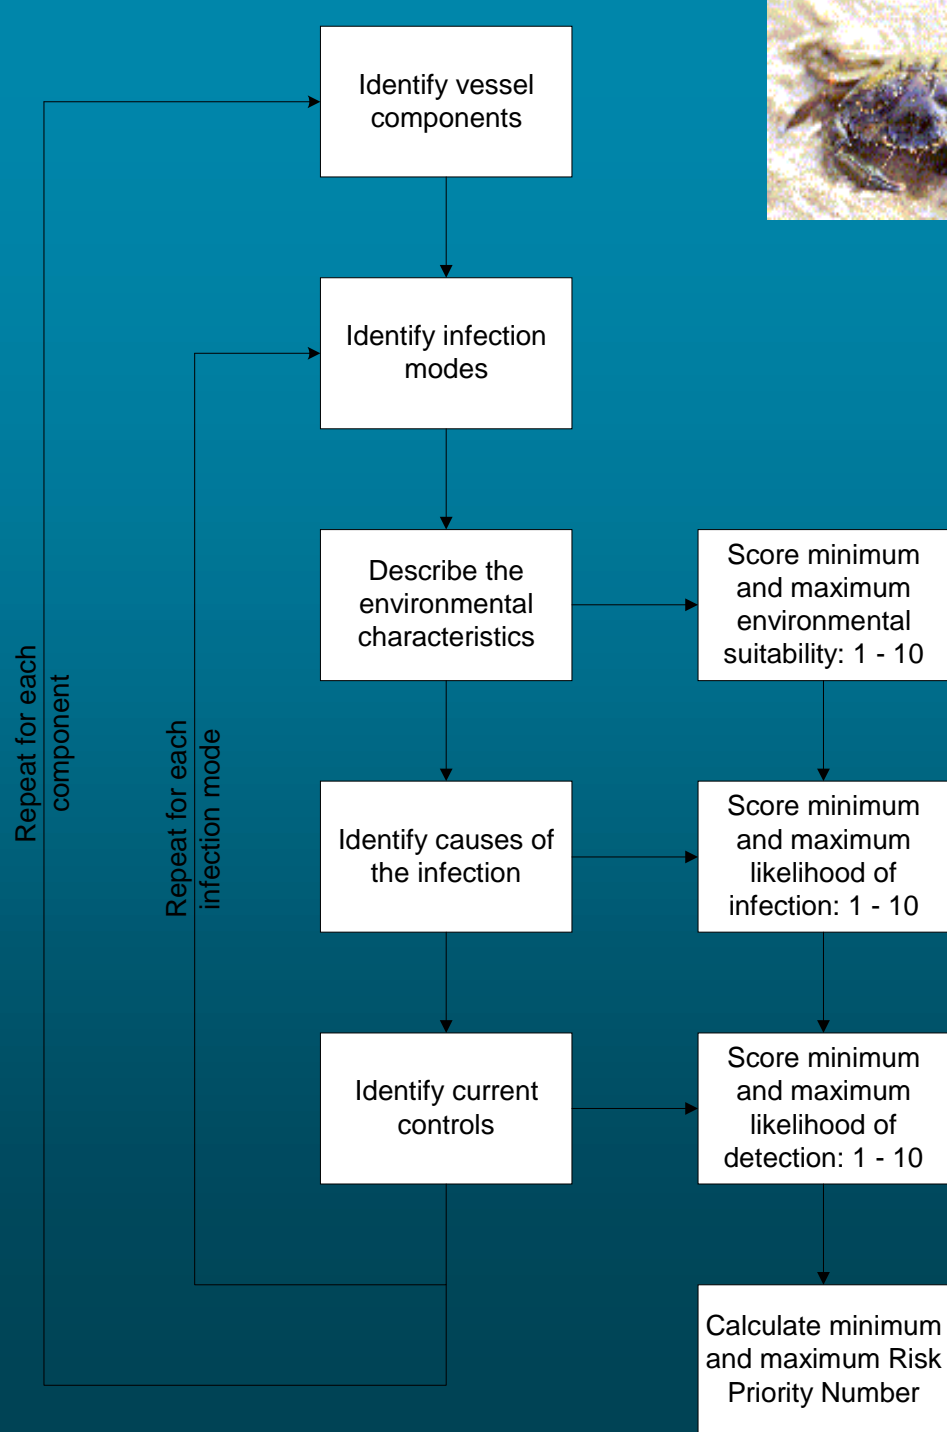 Identify vessel
components
Identify infection
modes
Describe the
environmental
characteristics
Score minimum
and maximum
environmental
suitability: 1 - 10
Repeat for each
component
Repeat for each
infection mode
Identify causes of
the infection
Score minimum
and maximum
likelihood of
infection: 1 - 10
Identify current
controls
Score minimum
and maximum
likelihood of
detection: 1 - 10
Calculate minimum
and maximum Risk
Priority Number